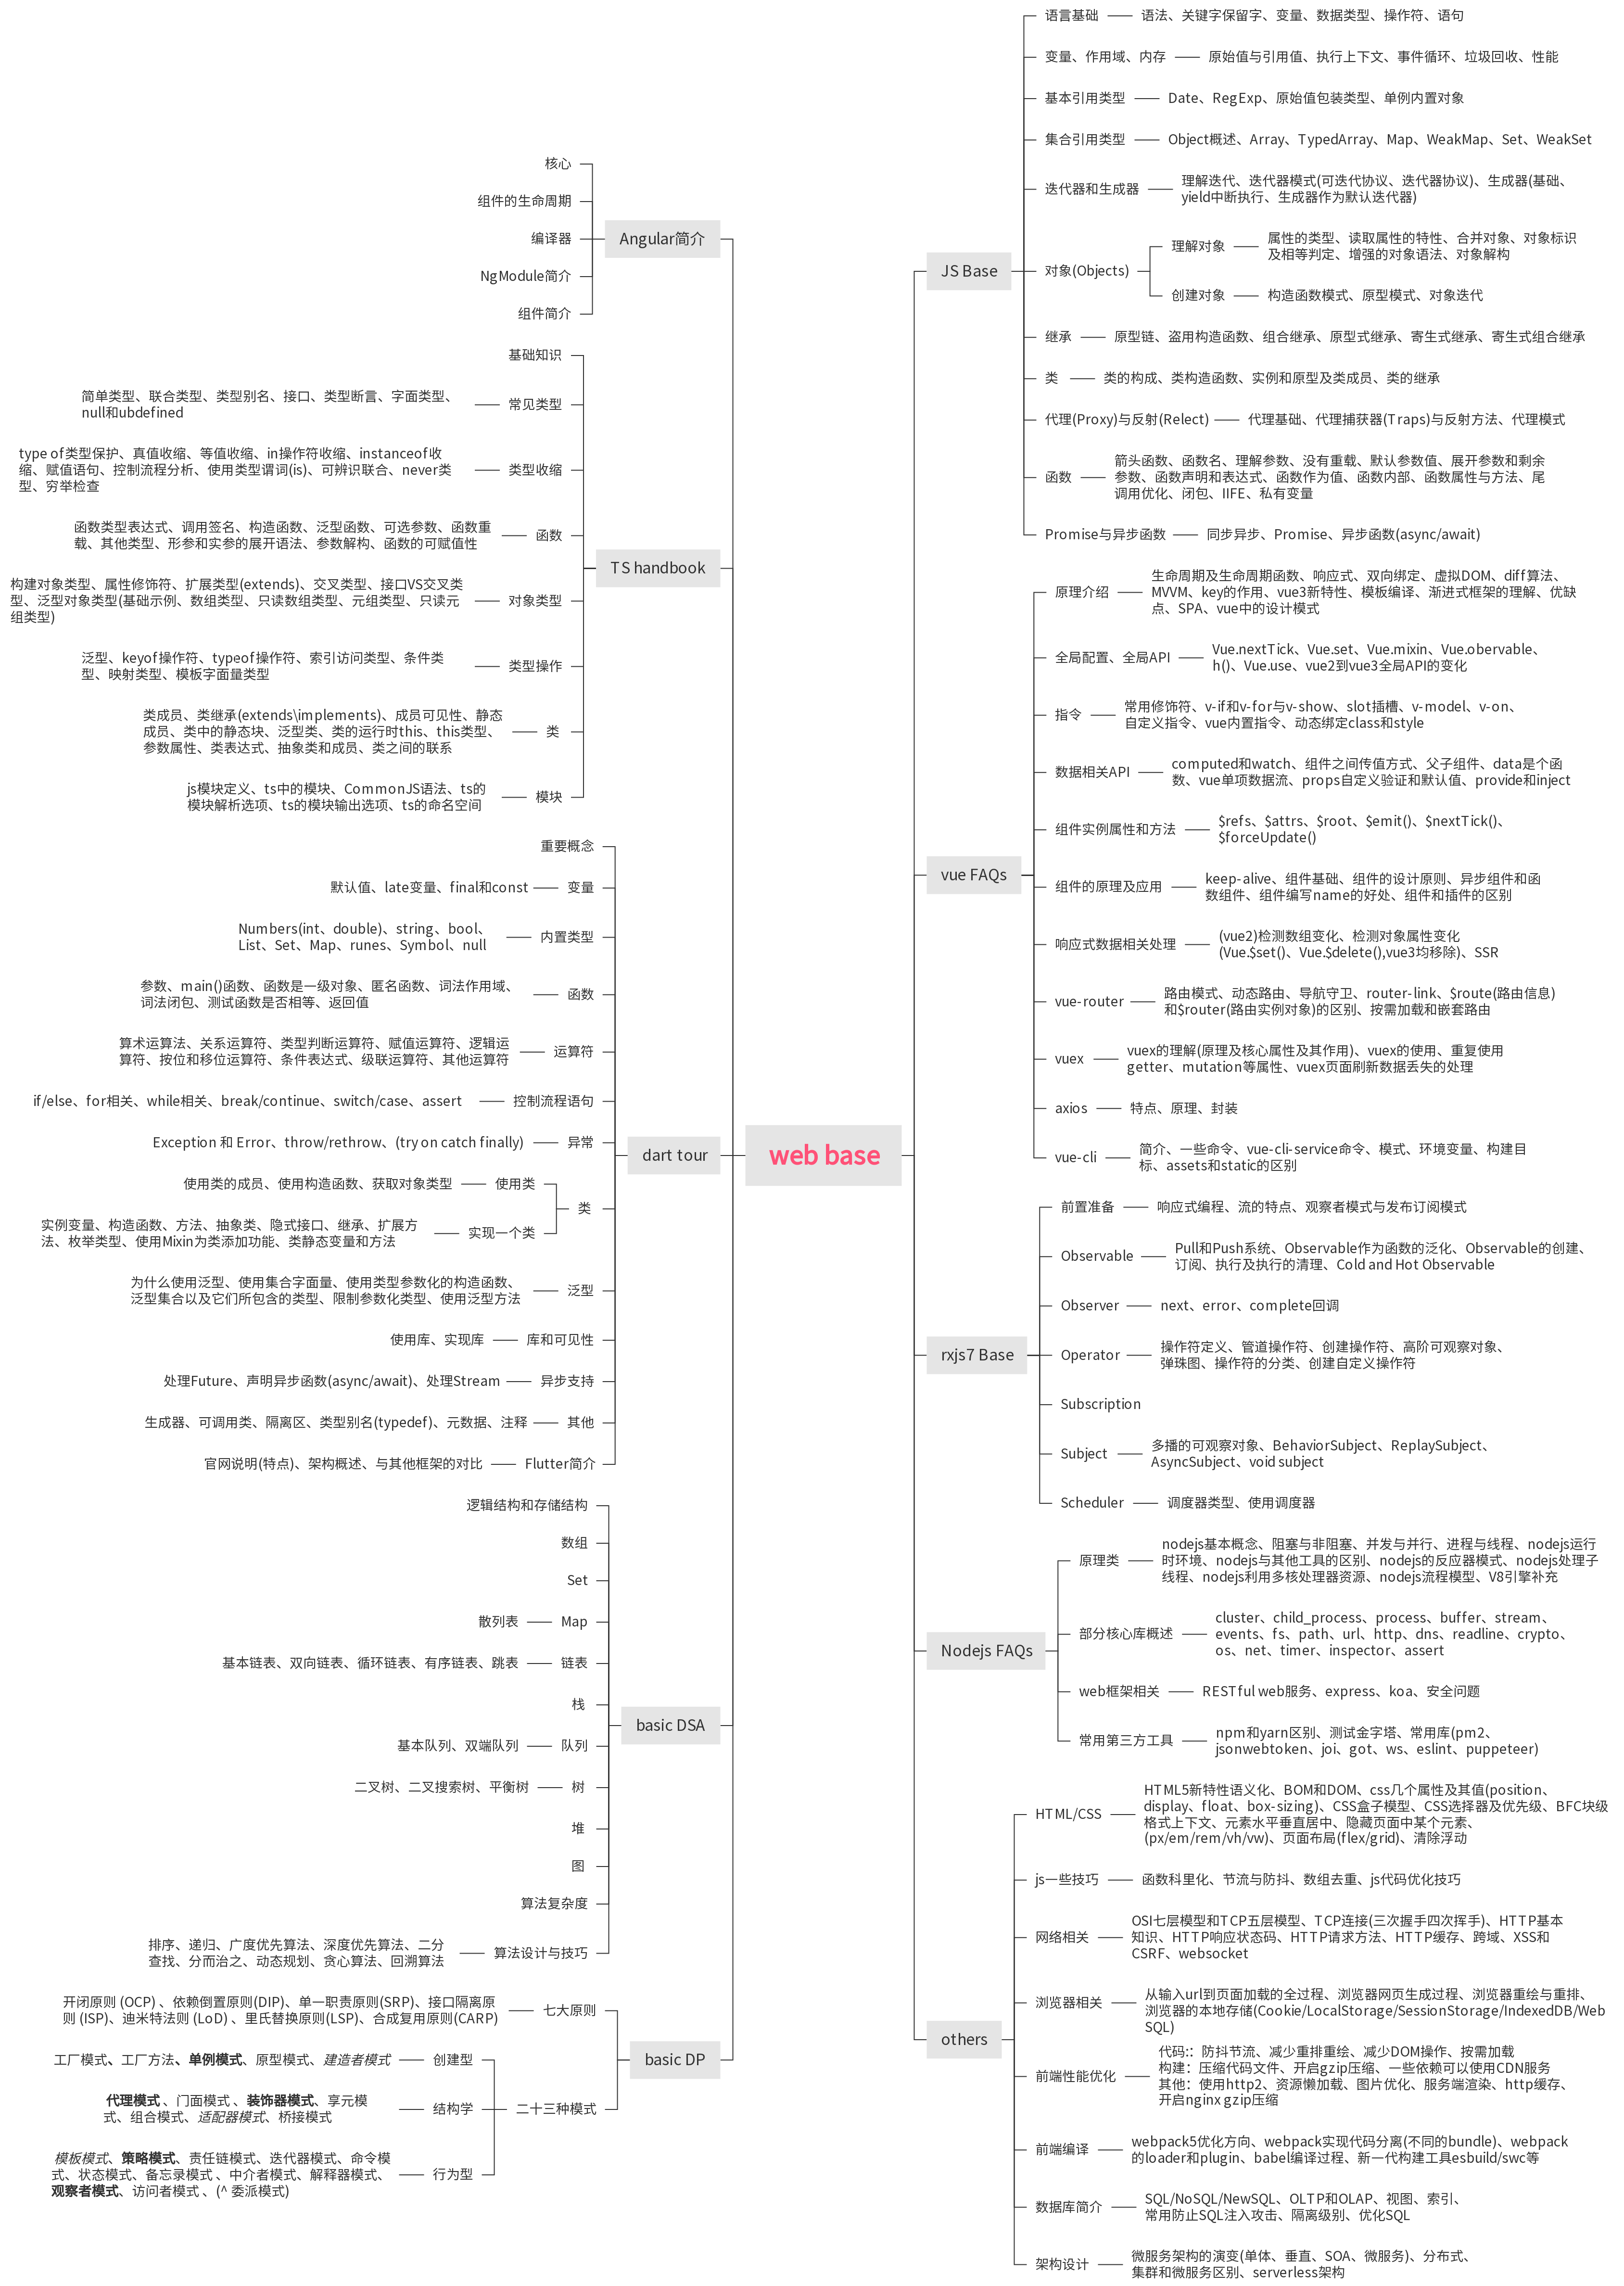 web base
JS Base
语言基础
语法、关键字保留字、变量、数据类型、操作符、语句
变量、作用域、内存
原始值与引用值、执行上下文、事件循环、垃圾回收、性能
基本引用类型
Date、RegExp、原始值包装类型、单例内置对象
集合引用类型
Object概述、Array、TypedArray、Map、WeakMap、Set、WeakSet
迭代器和生成器
理解迭代、迭代器模式(可迭代协议、迭代器协议)、生成器(基础、
yield中断执行、生成器作为默认迭代器)
对象(Objects)
理解对象
属性的类型、读取属性的特性、合并对象、对象标识
及相等判定、增强的对象语法、对象解构
创建对象
构造函数模式、原型模式、对象迭代
继承
原型链、盗用构造函数、组合继承、原型式继承、寄生式继承、寄生式组合继承
类
类的构成、类构造函数、实例和原型及类成员、类的继承
代理(Proxy)与反射(Relect)
代理基础、代理捕获器(Traps)与反射方法、代理模式
函数
箭头函数、函数名、理解参数、没有重载、默认参数值、展开参数和剩余
参数、函数声明和表达式、函数作为值、函数内部、函数属性与方法、尾
调用优化、闭包、IIFE、私有变量
Promise与异步函数
同步异步、Promise、异步函数(async/await)
vue FAQs
原理介绍
生命周期及生命周期函数、响应式、双向绑定、虚拟DOM、diff算法、
MVVM、key的作用、vue3新特性、模板编译、渐进式框架的理解、优缺
点、SPA、vue中的设计模式
全局配置、全局API
Vue.nextTick、Vue.set、Vue.mixin、Vue.obervable、
h()、Vue.use、vue2到vue3全局API的变化
指令
常用修饰符、v-if和v-for与v-show、slot插槽、v-model、v-on、
自定义指令、vue内置指令、动态绑定class和style
数据相关API
computed和watch、组件之间传值方式、父子组件、data是个函
数、vue单项数据流、props自定义验证和默认值、provide和inject
组件实例属性和方法
$refs、$attrs、$root、$emit()、$nextTick()、
$forceUpdate()
组件的原理及应用
keep-alive、组件基础、组件的设计原则、异步组件和函
数组件、组件编写name的好处、组件和插件的区别
响应式数据相关处理
(vue2)检测数组变化、检测对象属性变化
(Vue.$set()、Vue.$delete(),vue3均移除)、SSR
vue-router
路由模式、动态路由、导航守卫、router-link、$route(路由信息)
和$router(路由实例对象)的区别、按需加载和嵌套路由
vuex
vuex的理解(原理及核心属性及其作用)、vuex的使用、重复使用
getter、mutation等属性、vuex页面刷新数据丢失的处理
axios
特点、原理、封装
vue-cli
简介、一些命令、vue-cli-service命令、模式、环境变量、构建目
标、assets和static的区别
rxjs7 Base
前置准备
响应式编程、流的特点、观察者模式与发布订阅模式
Observable
Pull和Push系统、Observable作为函数的泛化、Observable的创建、
订阅、执行及执行的清理、Cold and Hot Observable
Observer
next、error、complete回调
Operator
操作符定义、管道操作符、创建操作符、高阶可观察对象、
弹珠图、操作符的分类、创建自定义操作符
Subscription
Subject
多播的可观察对象、BehaviorSubject、ReplaySubject、
AsyncSubject、void subject
Scheduler
调度器类型、使用调度器
Nodejs FAQs
原理类
nodejs基本概念、阻塞与非阻塞、并发与并行、进程与线程、nodejs运行
时环境、nodejs与其他工具的区别、nodejs的反应器模式、nodejs处理子
线程、nodejs利用多核处理器资源、nodejs流程模型、V8引擎补充
部分核心库概述
cluster、child_process、process、buffer、stream、
events、fs、path、url、http、dns、readline、crypto、
os、net、timer、inspector、assert
web框架相关
RESTful web服务、express、koa、安全问题
常用第三方工具
npm和yarn区别、测试金字塔、常用库(pm2、
jsonwebtoken、joi、got、ws、eslint、puppeteer)
others
HTML/CSS
HTML5新特性语义化、BOM和DOM、css几个属性及其值(position、
display、float、box-sizing)、CSS盒子模型、CSS选择器及优先级、BFC块级
格式上下文、元素水平垂直居中、隐藏页面中某个元素、
(px/em/rem/vh/vw)、页面布局(flex/grid)、清除浮动
js一些技巧
函数科里化、节流与防抖、数组去重、js代码优化技巧
网络相关
OSI七层模型和TCP五层模型、TCP连接(三次握手四次挥手)、HTTP基本
知识、HTTP响应状态码、HTTP请求方法、HTTP缓存、跨域、XSS和
CSRF、websocket
浏览器相关
从输入url到页面加载的全过程、浏览器网页生成过程、浏览器重绘与重排、
浏览器的本地存储(Cookie/LocalStorage/SessionStorage/IndexedDB/Web
SQL)
前端性能优化
代码:：防抖节流、减少重排重绘、减少DOM操作、按需加载
构建：压缩代码文件、开启gzip压缩、一些依赖可以使用CDN服务
其他：使用http2、资源懒加载、图片优化、服务端渲染、http缓存、
开启nginx gzip压缩
前端编译
webpack5优化方向、webpack实现代码分离(不同的bundle)、webpack
的loader和plugin、babel编译过程、新一代构建工具esbuild/swc等
数据库简介
SQL/NoSQL/NewSQL、OLTP和OLAP、视图、索引、
常用防止SQL注入攻击、隔离级别、优化SQL
架构设计
微服务架构的演变(单体、垂直、SOA、微服务)、分布式、
集群和微服务区别、serverless架构
Angular简介
核心
组件的生命周期
编译器
NgModule简介
组件简介
TS handbook
基础知识
常见类型
简单类型、联合类型、类型别名、接口、类型断言、字面类型、
null和ubdefined
类型收缩
type of类型保护、真值收缩、等值收缩、in操作符收缩、instanceof收
缩、赋值语句、控制流程分析、使用类型谓词(is)、可辨识联合、never类
型、穷举检查
函数
函数类型表达式、调用签名、构造函数、泛型函数、可选参数、函数重
载、其他类型、形参和实参的展开语法、参数解构、函数的可赋值性
对象类型
构建对象类型、属性修饰符、扩展类型(extends)、交叉类型、接口VS交叉类
型、泛型对象类型(基础示例、数组类型、只读数组类型、元组类型、只读元
组类型)
类型操作
泛型、keyof操作符、typeof操作符、索引访问类型、条件类
型、映射类型、模板字面量类型
类
类成员、类继承(extends\implements)、成员可见性、静态
成员、类中的静态块、泛型类、类的运行时this、this类型、
参数属性、类表达式、抽象类和成员、类之间的联系
模块
js模块定义、ts中的模块、CommonJS语法、ts的
模块解析选项、ts的模块输出选项、ts的命名空间
dart tour
重要概念
变量
默认值、late变量、final和const
内置类型
Numbers(int、double)、string、bool、
List、Set、Map、runes、Symbol、null
函数
参数、main()函数、函数是一级对象、匿名函数、词法作用域、
词法闭包、测试函数是否相等、返回值
运算符
算术运算法、关系运算符、类型判断运算符、赋值运算符、逻辑运
算符、按位和移位运算符、条件表达式、级联运算符、其他运算符
控制流程语句
if/else、for相关、while相关、break/continue、switch/case、assert
异常
Exception 和 Error、throw/rethrow、(try on catch finally)
类
使用类
使用类的成员、使用构造函数、获取对象类型
实现一个类
实例变量、构造函数、方法、抽象类、隐式接口、继承、扩展方
法、枚举类型、使用Mixin为类添加功能、类静态变量和方法
泛型
为什么使用泛型、使用集合字面量、使用类型参数化的构造函数、
泛型集合以及它们所包含的类型、限制参数化类型、使用泛型方法
库和可见性
使用库、实现库
异步支持
处理Future、声明异步函数(async/await)、处理Stream
其他
生成器、可调用类、隔离区、类型别名(typedef)、元数据、注释
Flutter简介
官网说明(特点)、架构概述、与其他框架的对比
basic DSA
逻辑结构和存储结构
数组
Set
Map
散列表
链表
基本链表、双向链表、循环链表、有序链表、跳表
栈
队列
基本队列、双端队列
树
二叉树、二叉搜索树、平衡树
堆
图
算法复杂度
算法设计与技巧
排序、递归、广度优先算法、深度优先算法、二分
查找、分而治之、动态规划、贪心算法、回溯算法
basic DP
七大原则
开闭原则 (OCP) 、依赖倒置原则(DIP)、单一职责原则(SRP)、接口隔离原
则 (ISP)、迪米特法则 (LoD) 、里氏替换原则(LSP)、合成复用原则(CARP)
二十三种模式
创建型
工厂模式、工厂方法、单例模式、原型模式、建造者模式
结构学
代理模式 、门面模式 、装饰器模式、享元模
式、组合模式、适配器模式、桥接模式
行为型
模板模式、策略模式、责任链模式、迭代器模式、命令模
式、状态模式、备忘录模式 、中介者模式、解释器模式、
观察者模式、访问者模式 、(^ 委派模式)